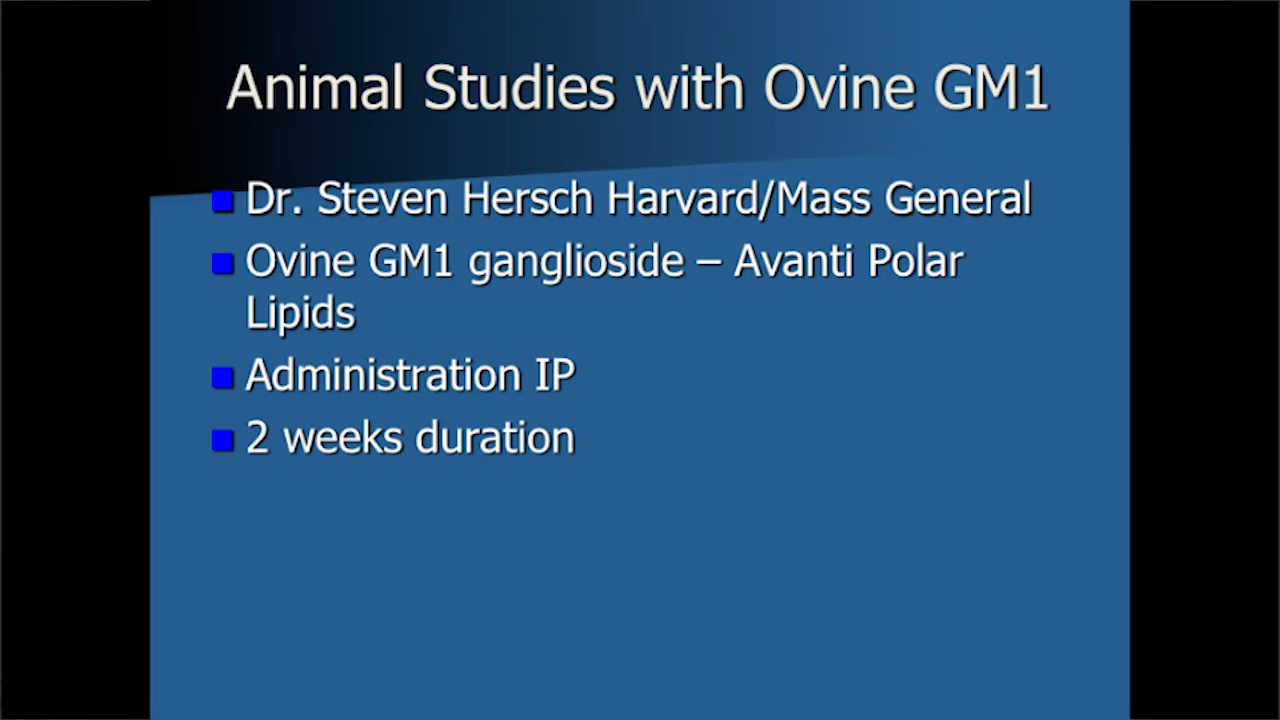 Animal Studies with Ovine GM1
Dr. Steven Hersch Harvard/Mass General
Ovine GM1 ganglioside – Avanti Polar
Lipids
Administration IP
2 weeks duration